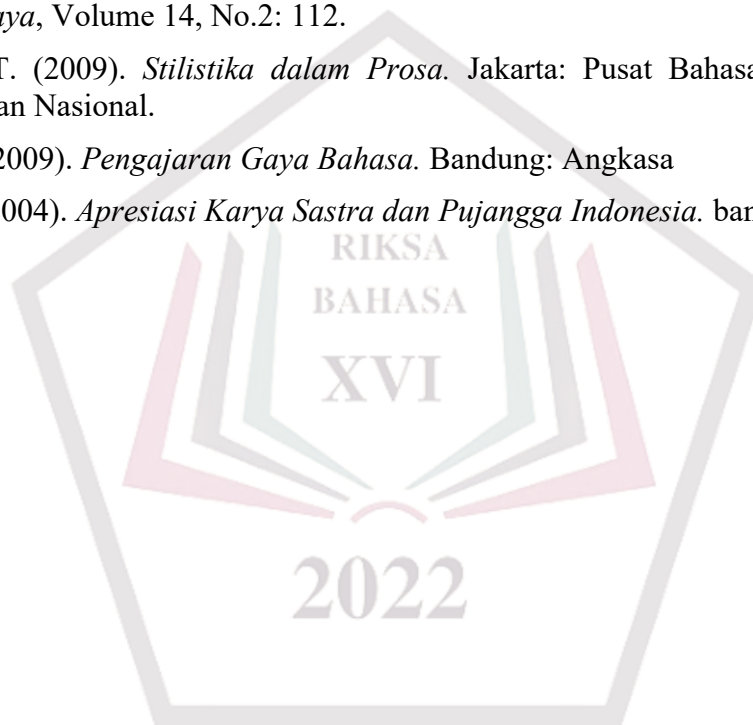 aya, Volume 14, No.2: 112.
T. (2009). Stilistika dalam Prosa. Jakarta: Pusat Bahasa
an Nasional.
2009). Pengajaran Gaya Bahasa. Bandung: Angkasa
004). Apresiasi Karya Sastra dan Pujangga Indonesia. ban
RIKSA
BAHASA
XVI
2022